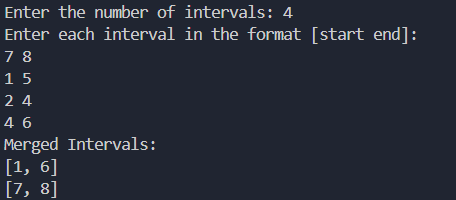 Enter the number of intervals: 4
Enter each interval in the format [start end]:
7 8
1 5
2 4
4 6
Merged Intervals:
[1, 6]
[7, 8]